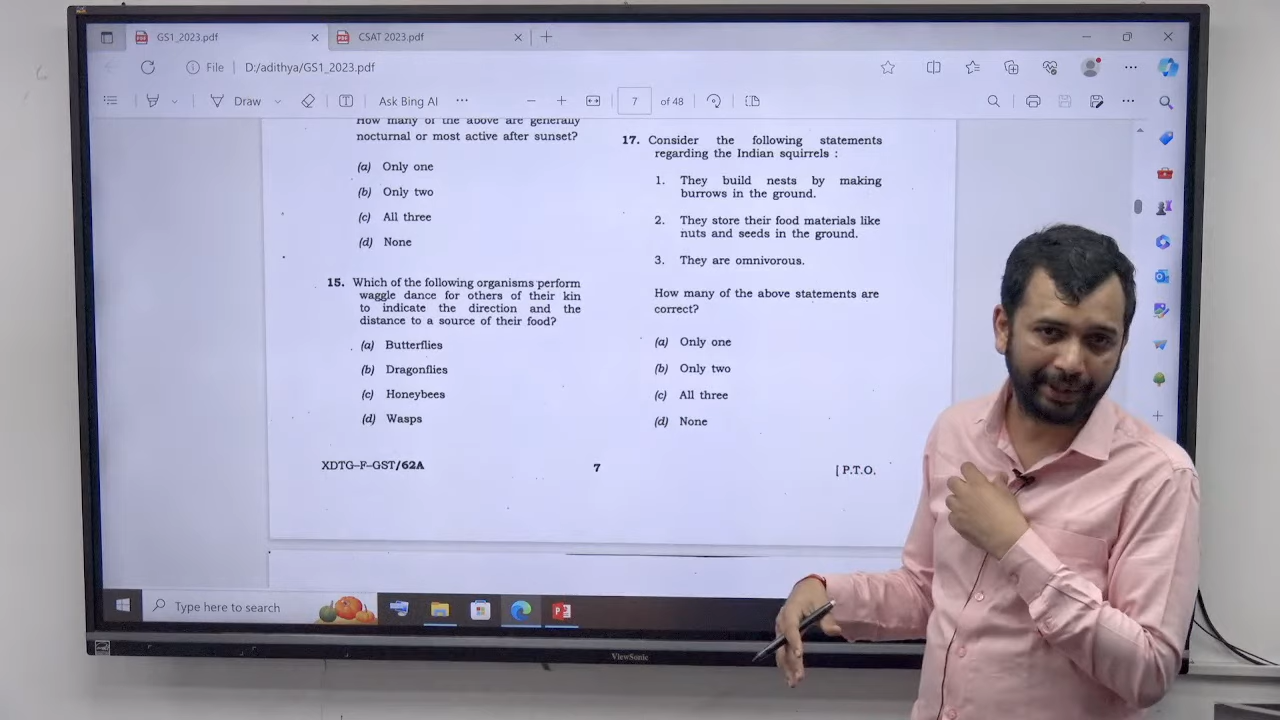 GS1_2023.pdf
CSAT 2023.pdf
File D:/adithya/GS1_2023.pdf
Draw Ask Bing AI 7 of 48
How many of the above are generally
nocturnal or most active after sunset?
(a) Only one
(b) Only two
(c) All three
(d) None
15. Which of the following organisms perform
waggle dance for others of their kin
to indicate the direction and the
distance to a source of their food?
(a) Butterflies
(b) Dragonflies
(c) Honeybees
(d) Wasps
XDTG-F-GST/62A
17. Consider the following statements
regarding the Indian squirrels :
1. They build nests by making
burrows in the ground.
2. They store their food materials like
nuts and seeds in the ground.
3. They are omnivorous.
How many of the above statements are
correct?
(a) Only one
(b) Only two
(c) All three
(d) None
7
[ P.T.O.
Type here to search
ViewSonic